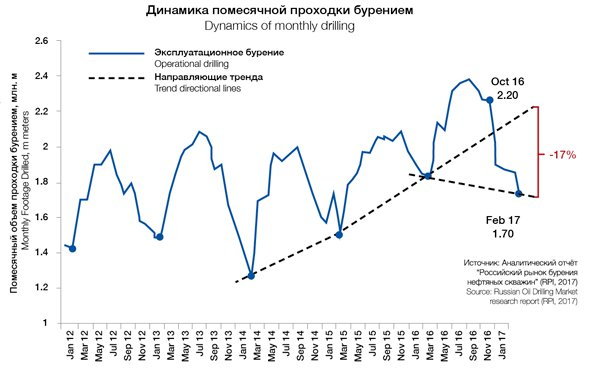 Динамика помесячной проходки бурением
Dynamics of monthly drilling
Помесячный объем проходки бурением, млн. м
Monthly Footage Drilled, m meters
2.6
2.4
2.2
2
1.8
1.6
1.4
1.2
1
Эксплуатационное бурение
Operational drilling
Направляющие тренда
Trend directional lines
Oct 16
2.20
-17%
Feb 17
1.70
Источник: Аналитический отчёт
“Российский рынок бурения
нефтяных скважин” (RPI, 2017)
Source: Russian Oil Drilling Market
research report (RPI, 2017)
Jan 12
Mar 12
May 12
Jul 12
Sep 12
Nov 12
Jan 13
Mar 13
May 13
Jul 13
Sep 13
Nov 13
Jan 14
Mar 14
May 14
Jul 14
Sep 14
Nov 14
Jan 15
Mar 15
May 15
Jul 15
Sep 15
Nov 15
Jan 16
Mar 16
May 16
Jul 16
Sep 16
Nov 16
Jan 17